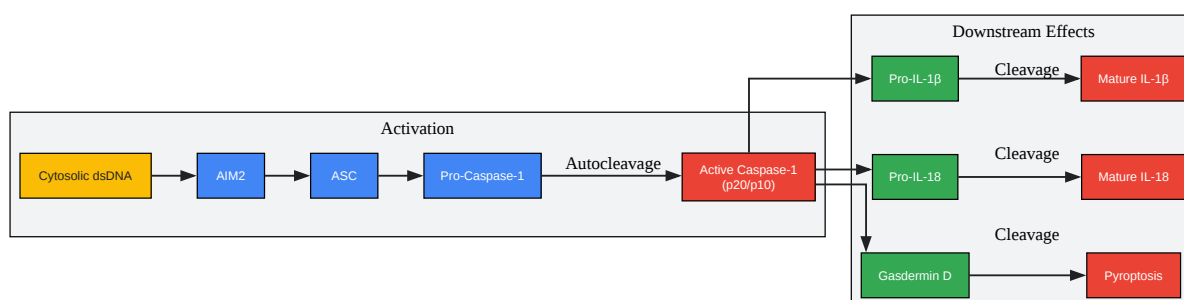 Downstream Effects
Pro-IL-1β
Cleavage
Mature IL-1β
Activation
Cytosolic dsDNA
AIM2
ASC
Pro-Caspase-1
Autocleavage
Active Caspase-1
(p20/p10)
Pro-IL-18
Cleavage
Mature IL-18
Gasdermin D
Cleavage
Pyroptosis